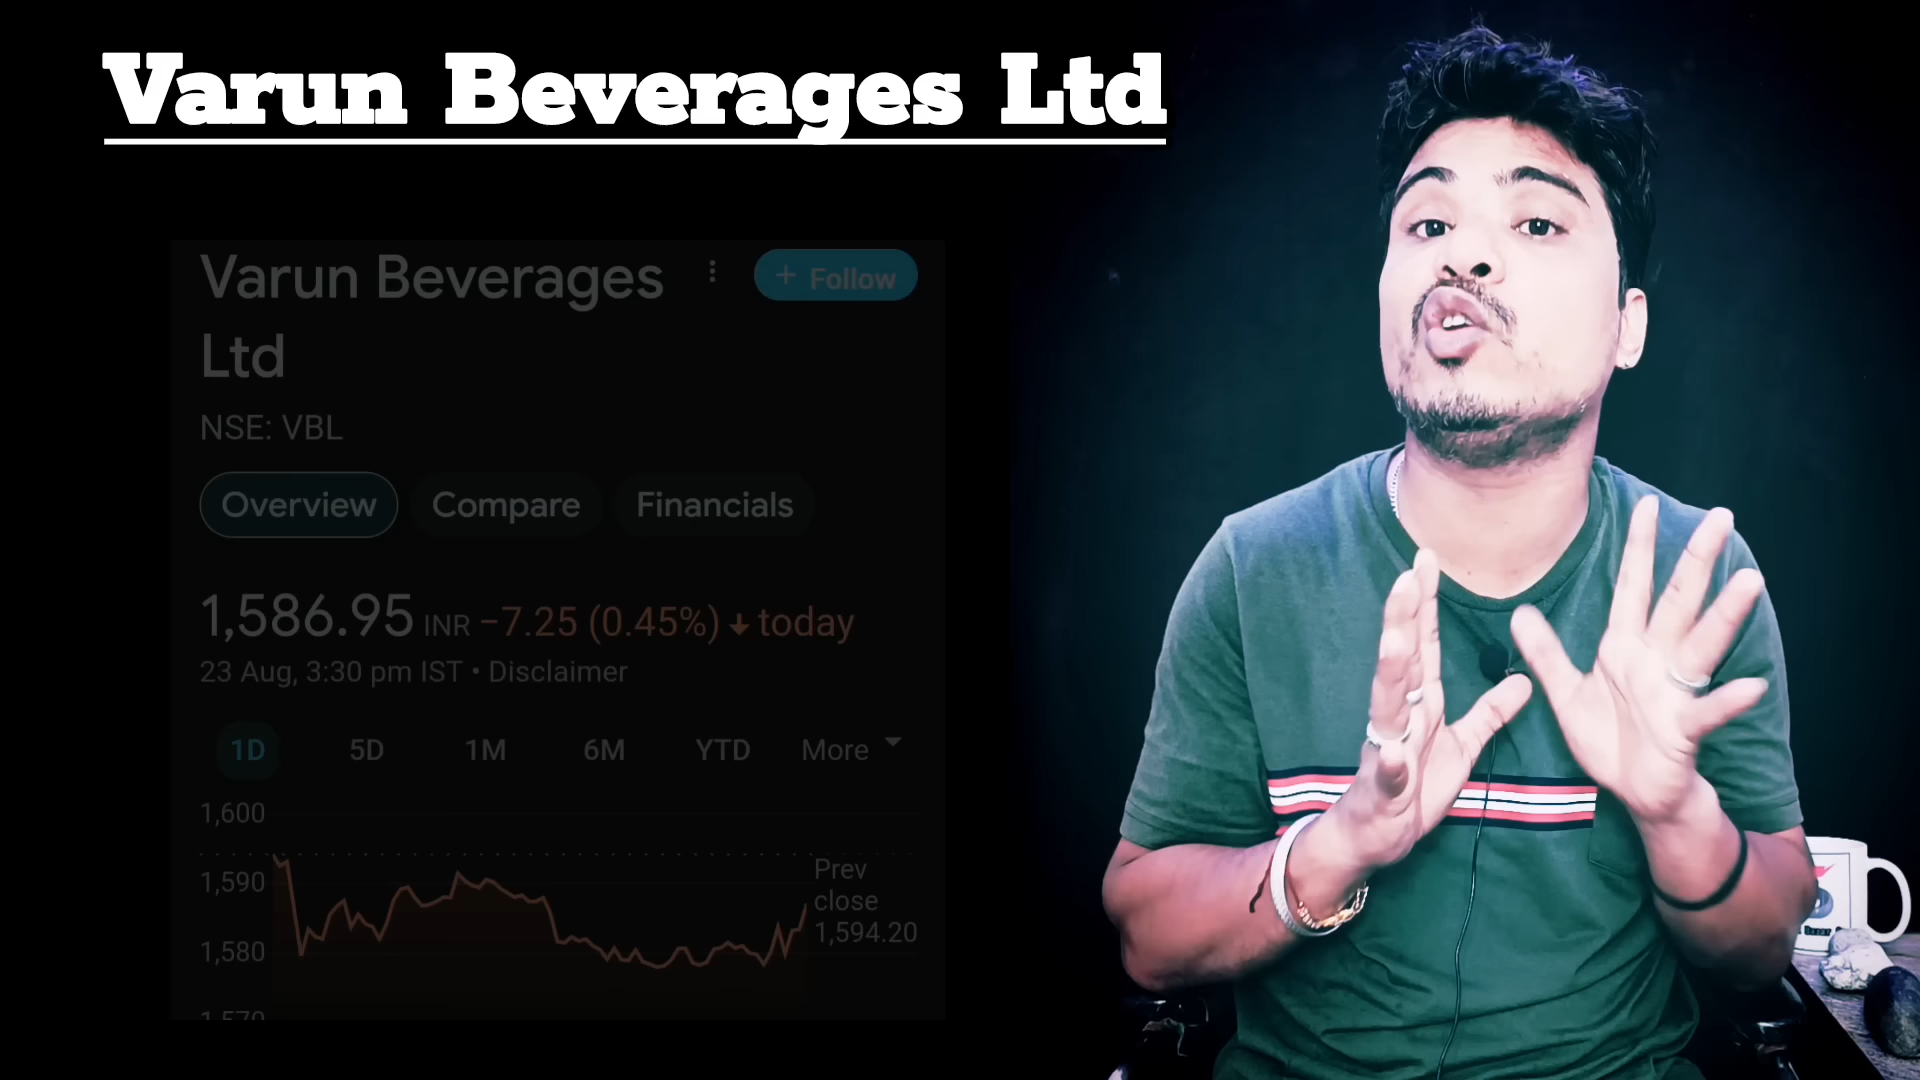 Varun Beverages Ltd
Varun Beverages
Ltd
+ Follow
NSE: VBL
Overview Compare Financials
1,586.95 INR −7.25 (0.45%) ↓ today
23 Aug, 3:30 pm IST • Disclaimer
1D 5D 1M 6M YTD More
1,600
1,590
1,580
1,570
Prev
close
1,594.20